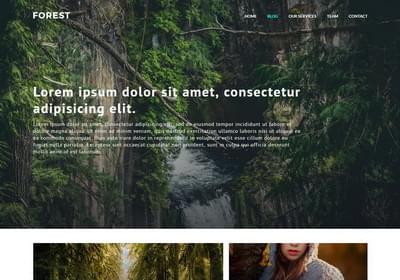 FOREST
HOME BLOG OUR SERVICES TEAM CONTACT
Lorem ipsum dolor sit amet, consectetur
adipisicing elit.
Lorem ipsum dolor sit amet, consectetur adipisicing elit, sed do eiusmod tempor incididunt ut labore et
dolore magna aliqua. Ut enim ad minim veniam, quis nostrud exercitation ullamco laboris nisi ut aliquip ex
ea commodo consequat. Duis aute irure dolor in reprehenderit in voluptate velit esse cillum dolore eu
fugiat nulla pariatur. Excepteur sint occaecat cupidatat non proident, sunt in culpa qui officia deserunt
mollit anim id est laborum.